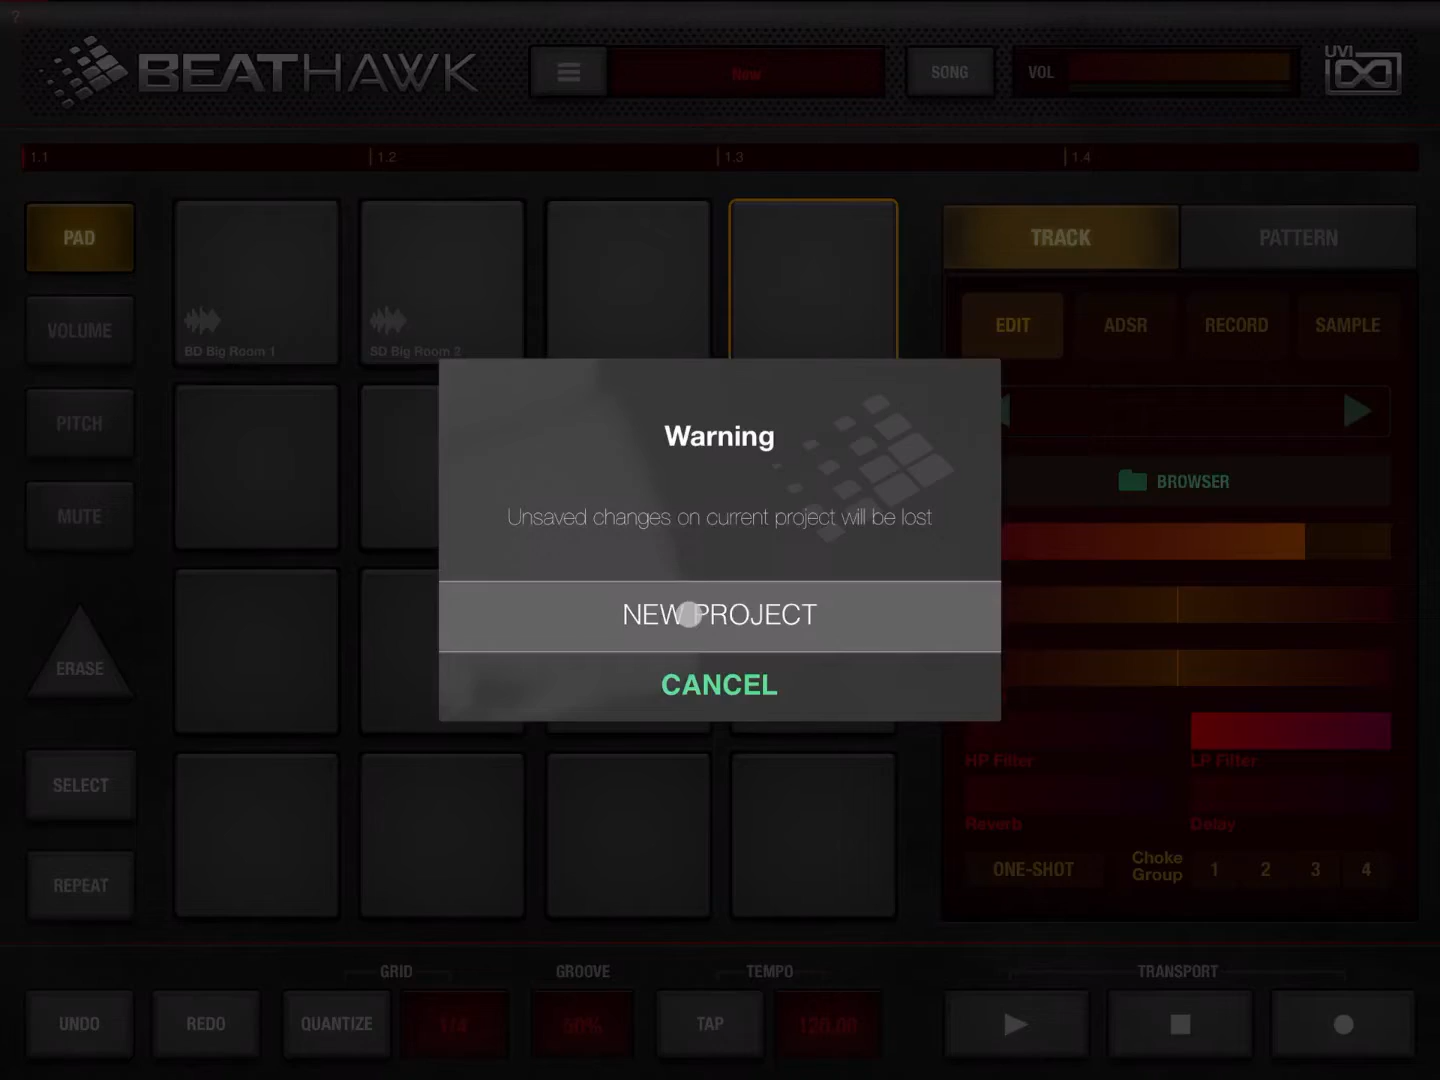 ?
BEATHAWK
New
SONG
VOL
UVI
1.1
1.2
1.3
1.4
PAD
VOLUME
PITCH
MUTE
ERASE
SELECT
REPEAT
BD Big Room 1
SD Big Room 2
TRACK
PATTERN
EDIT
ADSR
RECORD
SAMPLE
BROWSER
Warning
Unsaved changes on current project will be lost
NEW PROJECT
CANCEL
HP Filter
LP Filter
Reverb
Delay
ONE-SHOT
Choke
Group
1
2
3
4
GRID
GROOVE
TEMPO
TRANSPORT
UNDO
REDO
QUANTIZE
1/4
50%
TAP
120.00